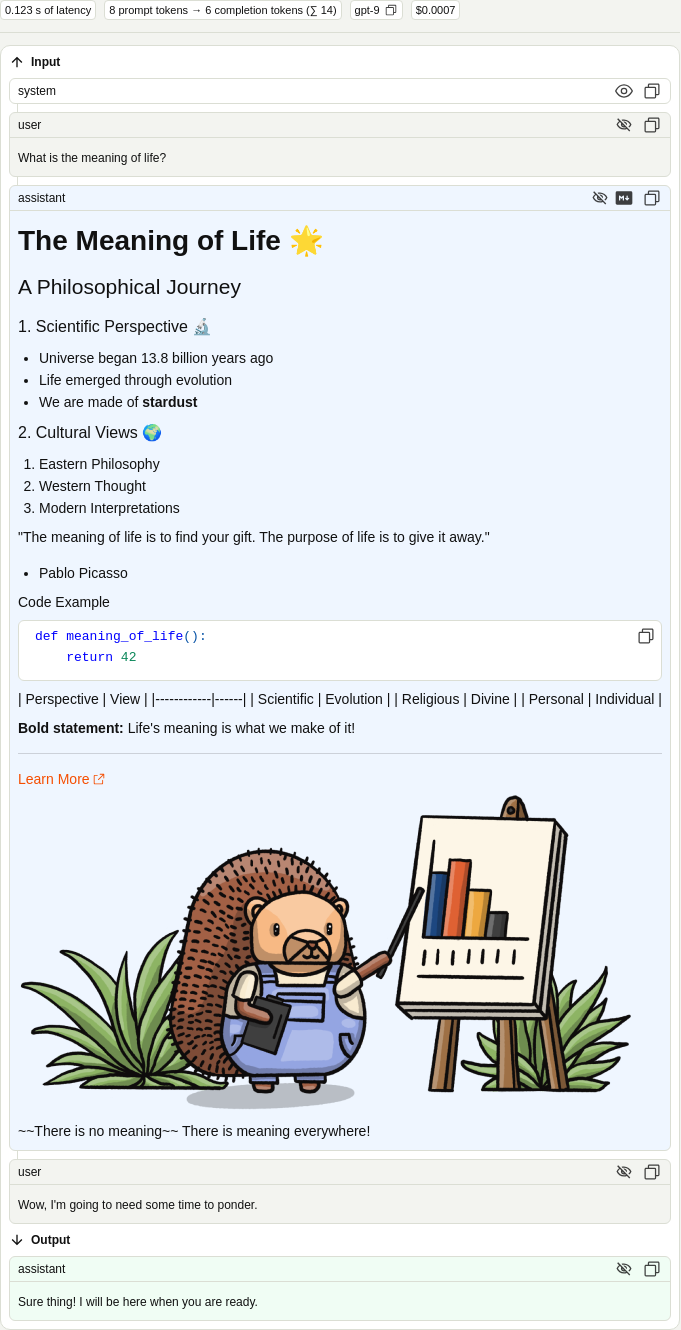 0.123 s of latency
8 prompt tokens → 6 completion tokens (∑ 14)
gpt-9
$0.0007
Input
system
user
What is the meaning of life?
assistant
M↓
The Meaning of Life 🌟
A Philosophical Journey
1. Scientific Perspective 🔬
• Universe began 13.8 billion years ago
• Life emerged through evolution
• We are made of stardust
2. Cultural Views 🌍
1. Eastern Philosophy
2. Western Thought
3. Modern Interpretations
"The meaning of life is to find your gift. The purpose of life is to give it away."
• Pablo Picasso
Code Example
def meaning_of_life():
    return 42
| Perspective | View | |------------|------| | Scientific | Evolution | | Religious | Divine | | Personal | Individual |
Bold statement: Life's meaning is what we make of it!
Learn More
~~There is no meaning~~ There is meaning everywhere!
user
Wow, I'm going to need some time to ponder.
Output
assistant
Sure thing! I will be here when you are ready.